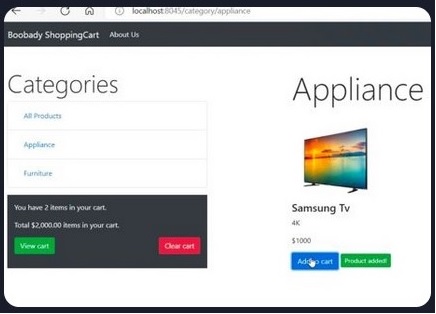 localhost:8045/category/appliance
Boobady ShoppingCart About Us
Categories
All Products
Appliance
Furniture
You have 2 items in your cart.
Total $2,000.00 items in your cart.
View cart Clear cart
Appliance
Samsung Tv
4K
$1000
Add to cart Product added!